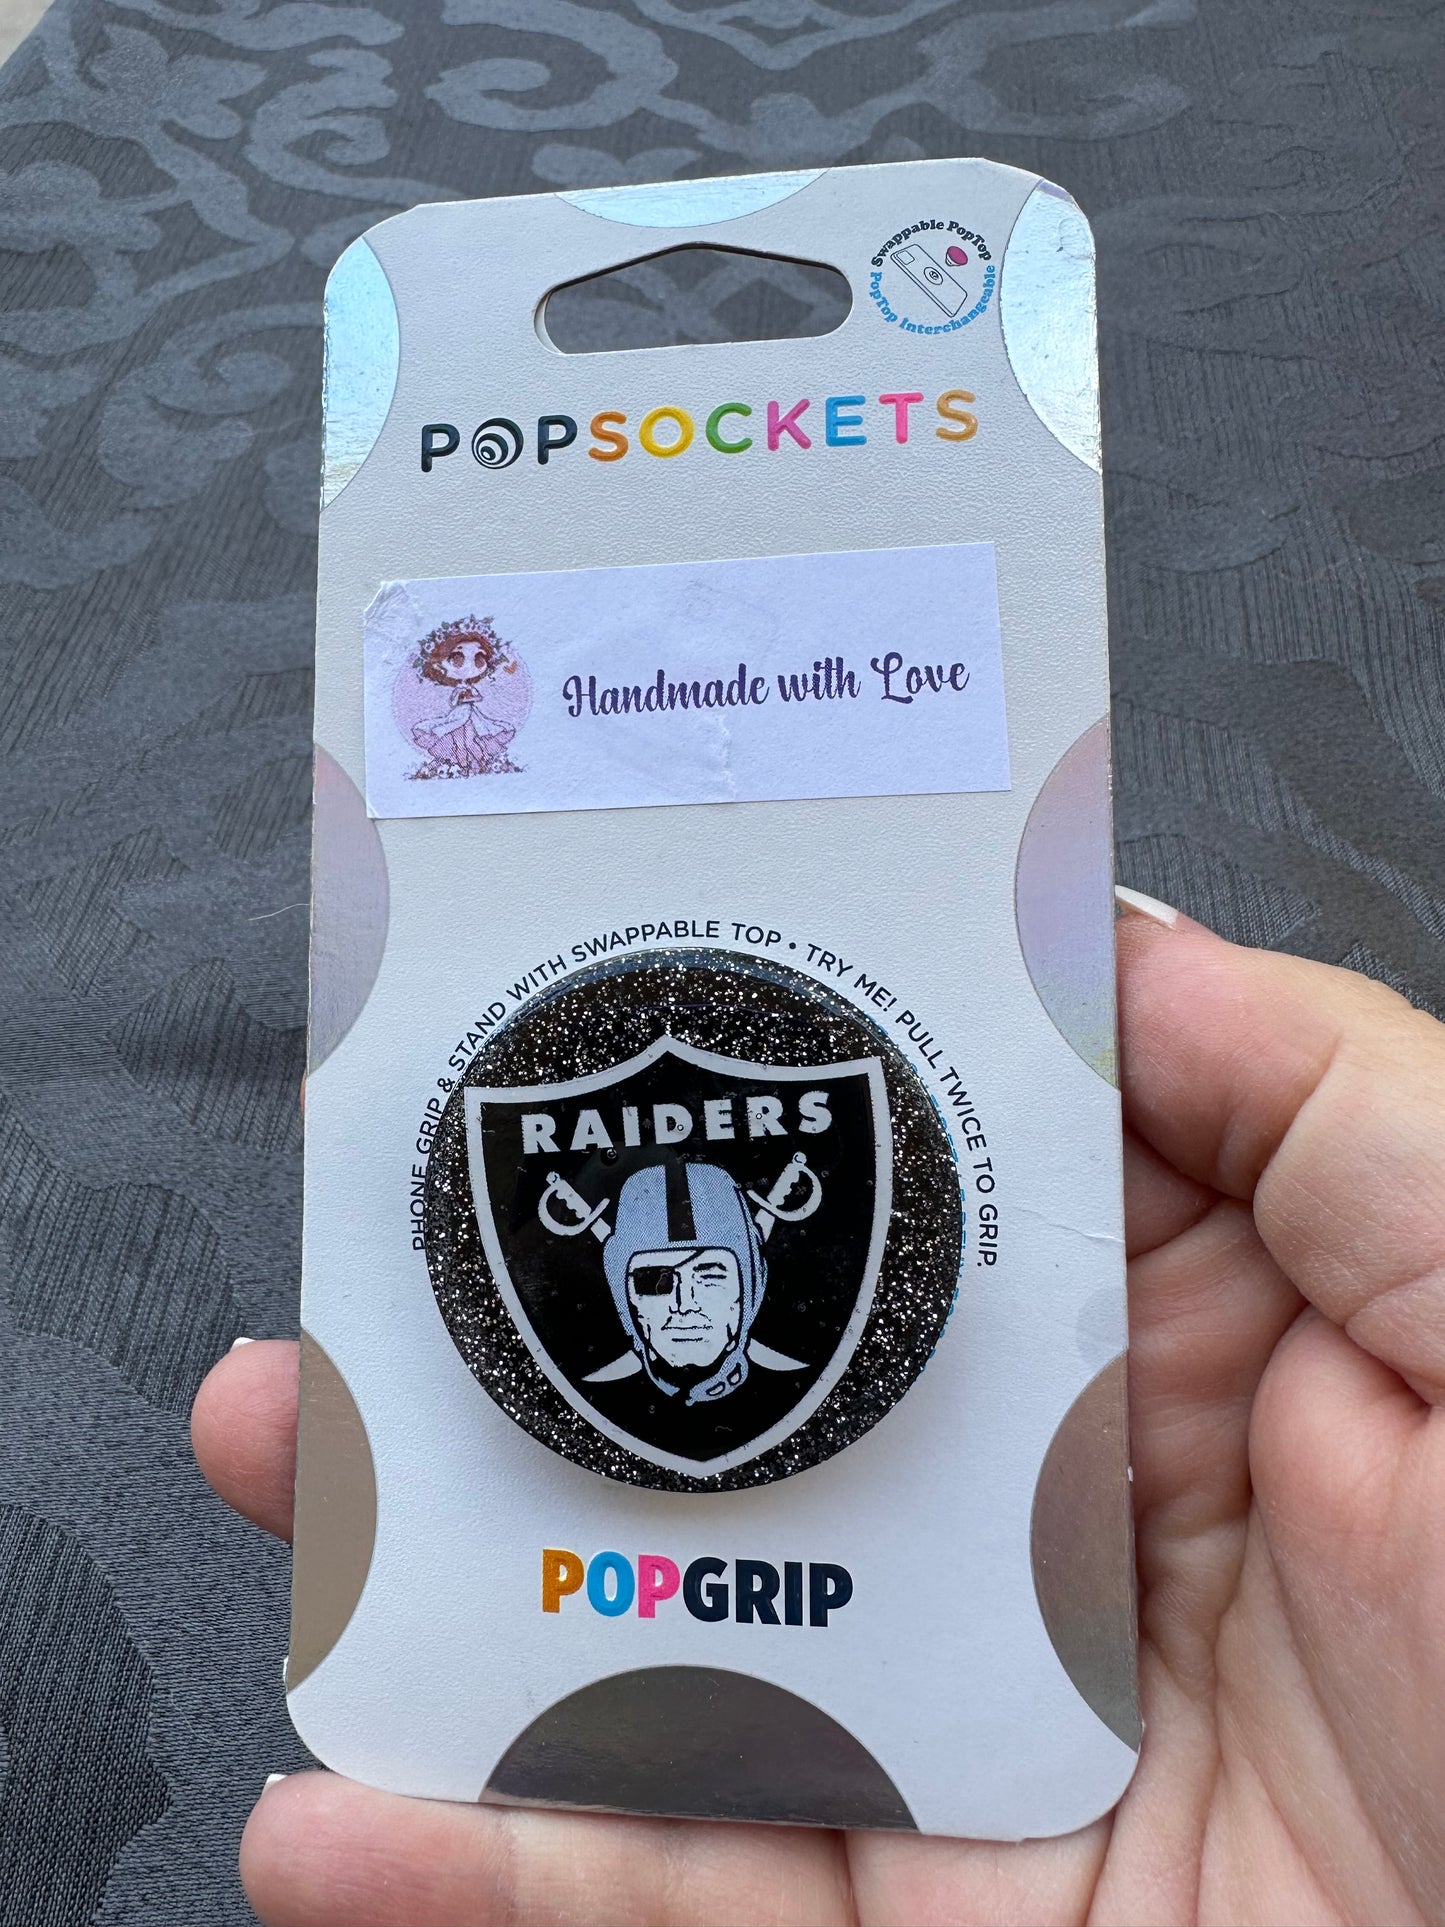 Swappable PopTop
PopTop Interchangeable
POPSOCKETS
Handmade with Love
PHONE GRIP & STAND WITH SWAPPABLE TOP • TRY ME! PULL TWICE TO GRIP.
RAIDERS
POPGRIP